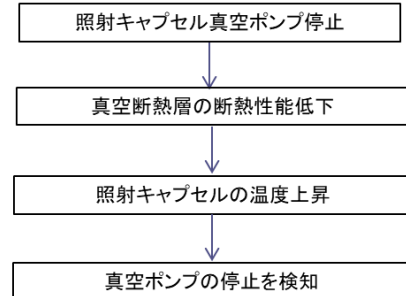 照射キャプセル真空ポンプ停止
真空断熱層の断熱性能低下
照射キャプセルの温度上昇
真空ポンプの停止を検知